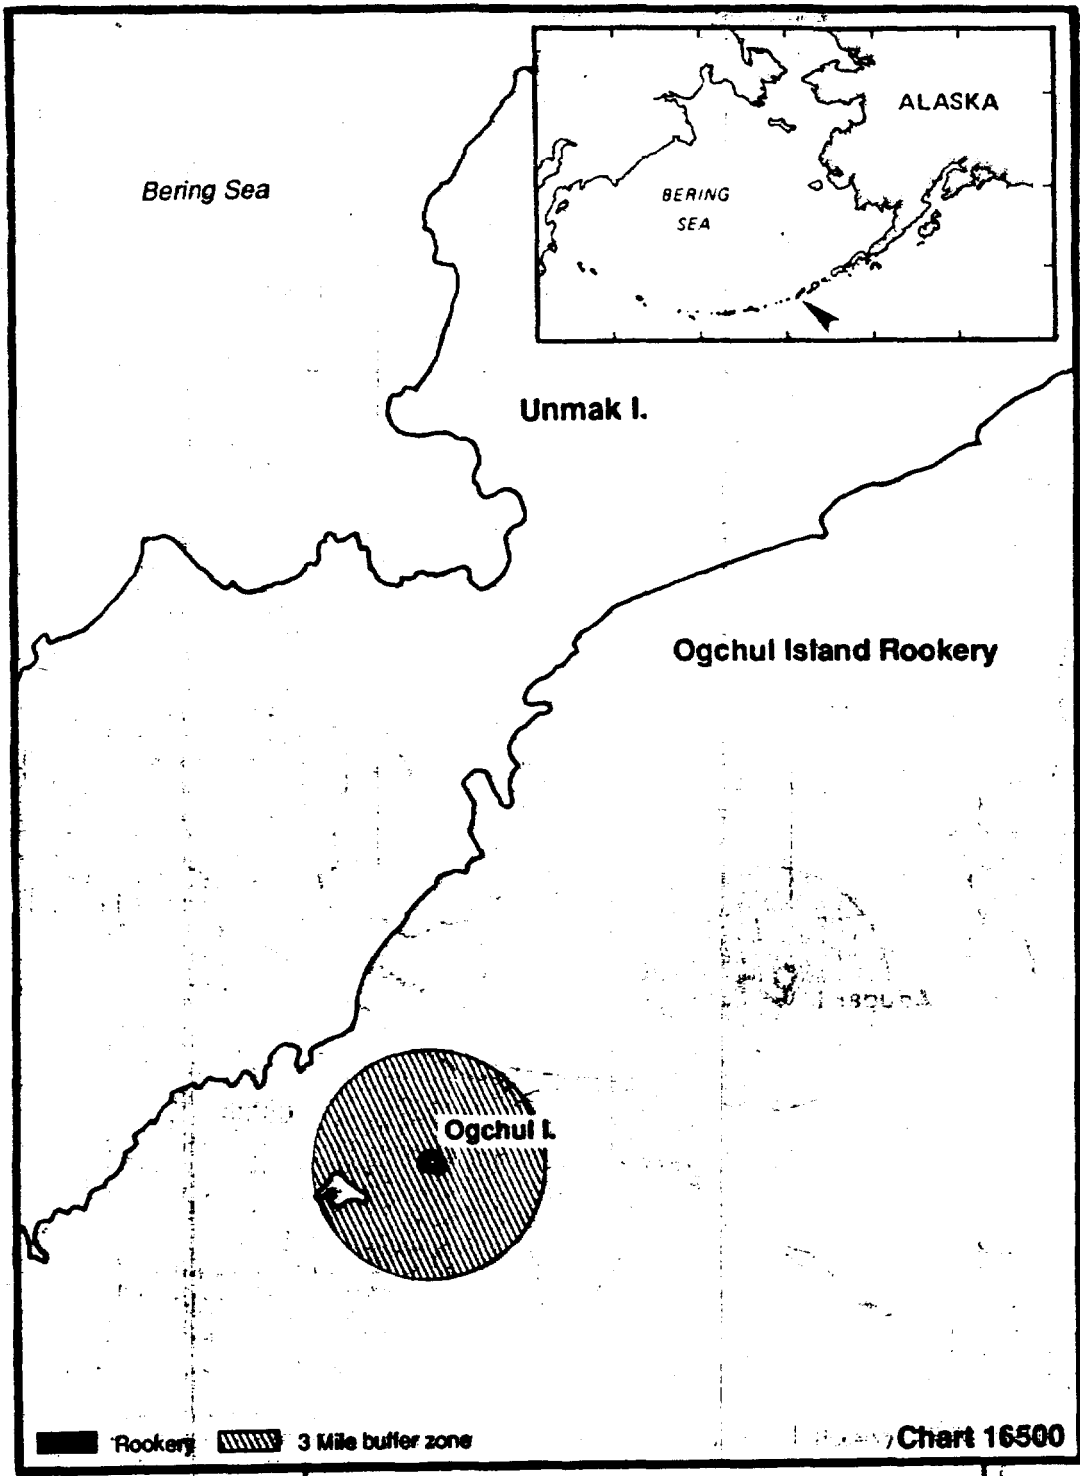 ALASKA
BERING
SEA
Bering Sea
Unmak I.
Ogchul Island Rookery
Ogchul I.
Rookery
3 Mile buffer zone
Chart 16500